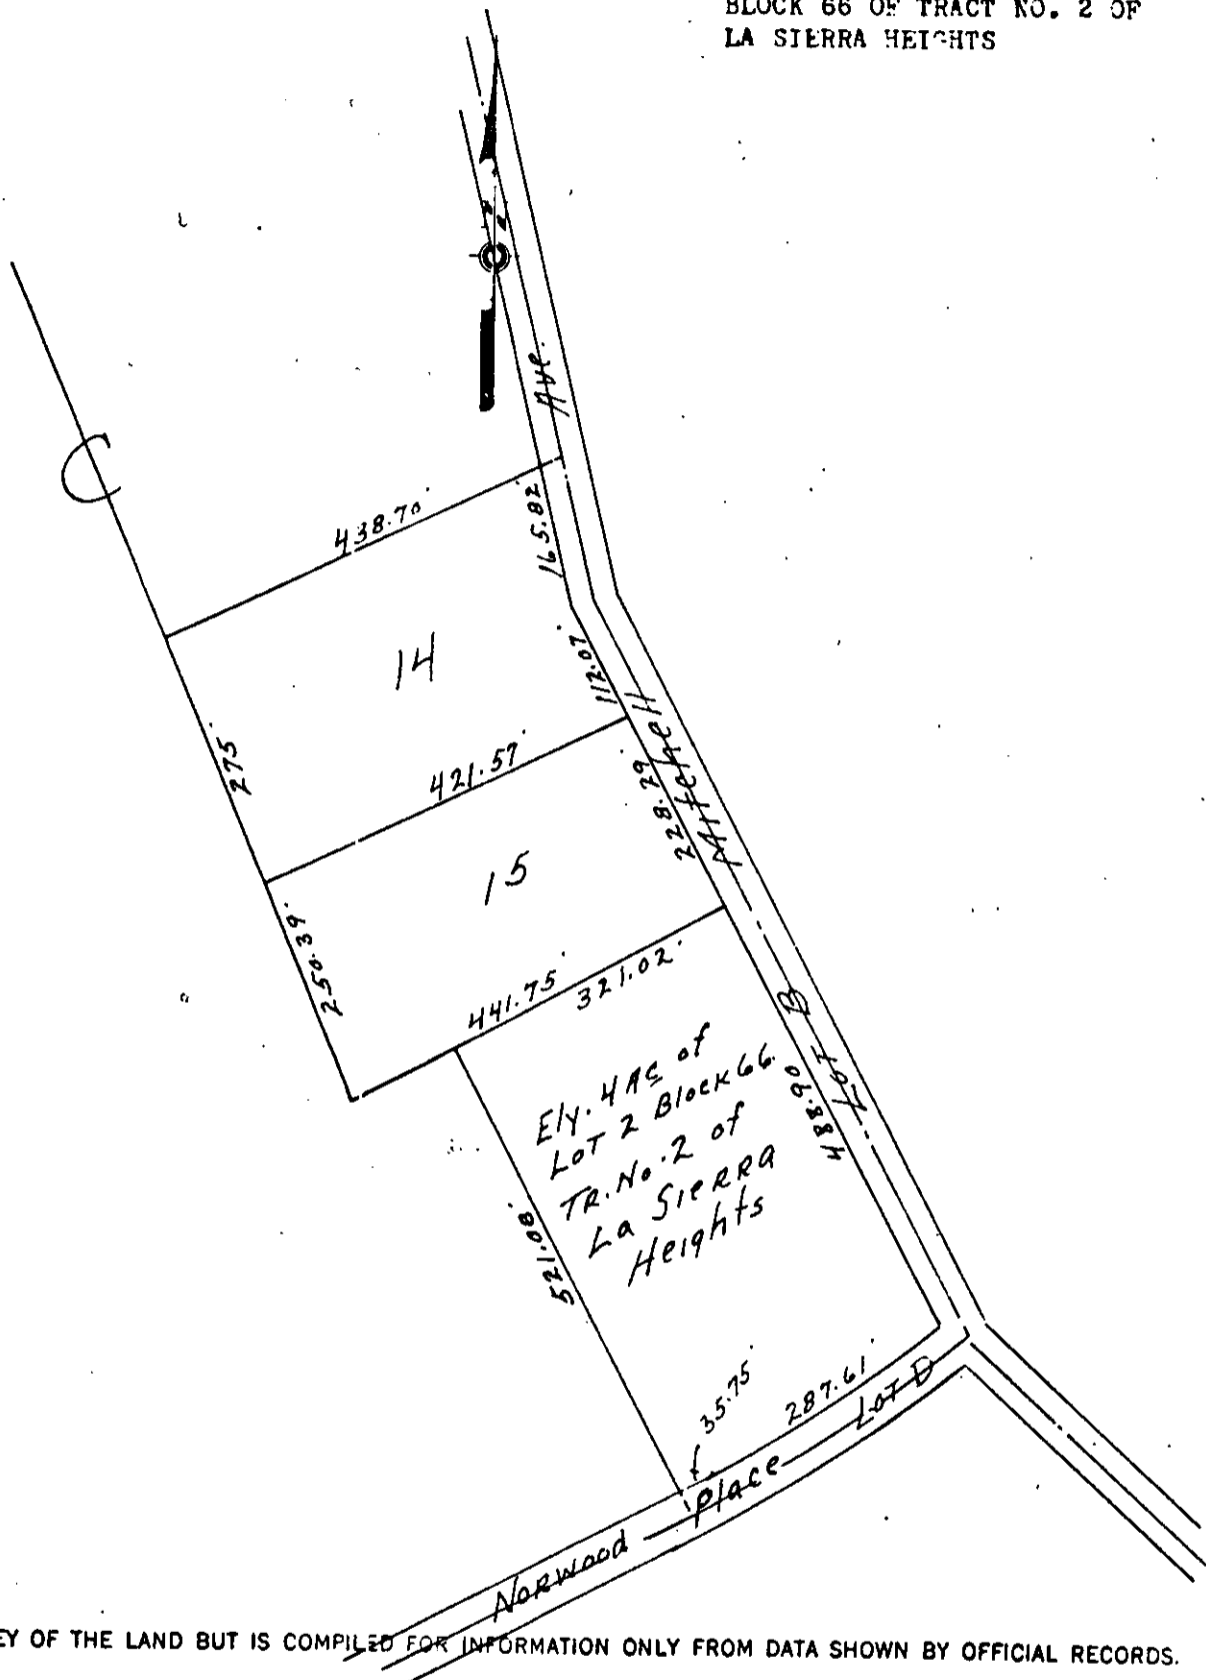 BLOCK 66 OF TRACT NO. 2 OF
LA SIERRA HEIGHTS
Ave.
C
438.70'
165.82'
14
112.07'
275'
421.57'
228.29'
Mitchell
15
250.39'
441.75'
321.02'
Lot B
488.90
Ely. 4 Ac of
Lot 2 Block 66
TR. No. 2 of
La Sierra
Heights
521.08'
35.75'
287.61'
Lot D
Norwood Place
EY OF THE LAND BUT IS COMPILED FOR INFORMATION ONLY FROM DATA SHOWN BY OFFICIAL RECORDS.